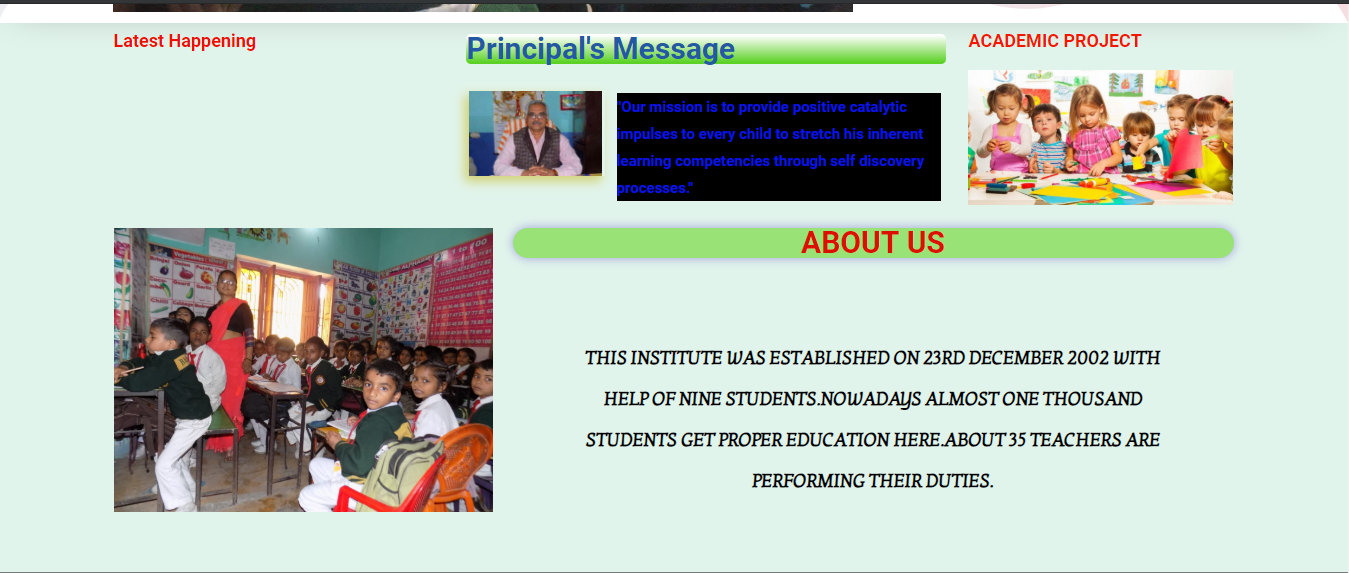 Latest Happening
Principal's Message
ACADEMIC PROJECT
"Our mission is to provide positive catalytic
impulses to every child to stretch his inherent
learning competencies through self discovery
processes."
ABOUT US
THIS INSTITUTE WAS ESTABLISHED ON 23RD DECEMBER 2002 WITH
HELP OF NINE STUDENTS.NOWADAYS ALMOST ONE THOUSAND
STUDENTS GET PROPER EDUCATION HERE.ABOUT 35 TEACHERS ARE
PERFORMING THEIR DUTIES.